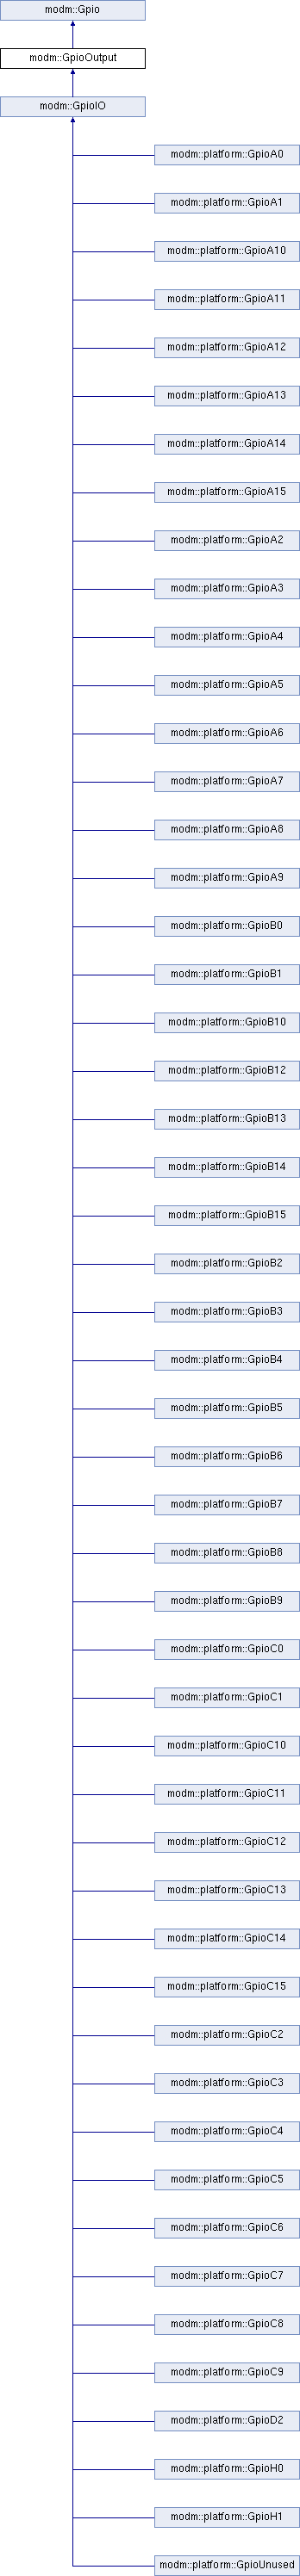 modm::Gpio
modm::GpioOutput
modm::GpioIO
modm::platform::GpioA0
modm::platform::GpioA1
modm::platform::GpioA10
modm::platform::GpioA11
modm::platform::GpioA12
modm::platform::GpioA13
modm::platform::GpioA14
modm::platform::GpioA15
modm::platform::GpioA2
modm::platform::GpioA3
modm::platform::GpioA4
modm::platform::GpioA5
modm::platform::GpioA6
modm::platform::GpioA7
modm::platform::GpioA8
modm::platform::GpioA9
modm::platform::GpioB0
modm::platform::GpioB1
modm::platform::GpioB10
modm::platform::GpioB12
modm::platform::GpioB13
modm::platform::GpioB14
modm::platform::GpioB15
modm::platform::GpioB2
modm::platform::GpioB3
modm::platform::GpioB4
modm::platform::GpioB5
modm::platform::GpioB6
modm::platform::GpioB7
modm::platform::GpioB8
modm::platform::GpioB9
modm::platform::GpioC0
modm::platform::GpioC1
modm::platform::GpioC10
modm::platform::GpioC11
modm::platform::GpioC12
modm::platform::GpioC13
modm::platform::GpioC14
modm::platform::GpioC15
modm::platform::GpioC2
modm::platform::GpioC3
modm::platform::GpioC4
modm::platform::GpioC5
modm::platform::GpioC6
modm::platform::GpioC7
modm::platform::GpioC8
modm::platform::GpioC9
modm::platform::GpioD2
modm::platform::GpioH0
modm::platform::GpioH1
modm::platform::GpioUnused